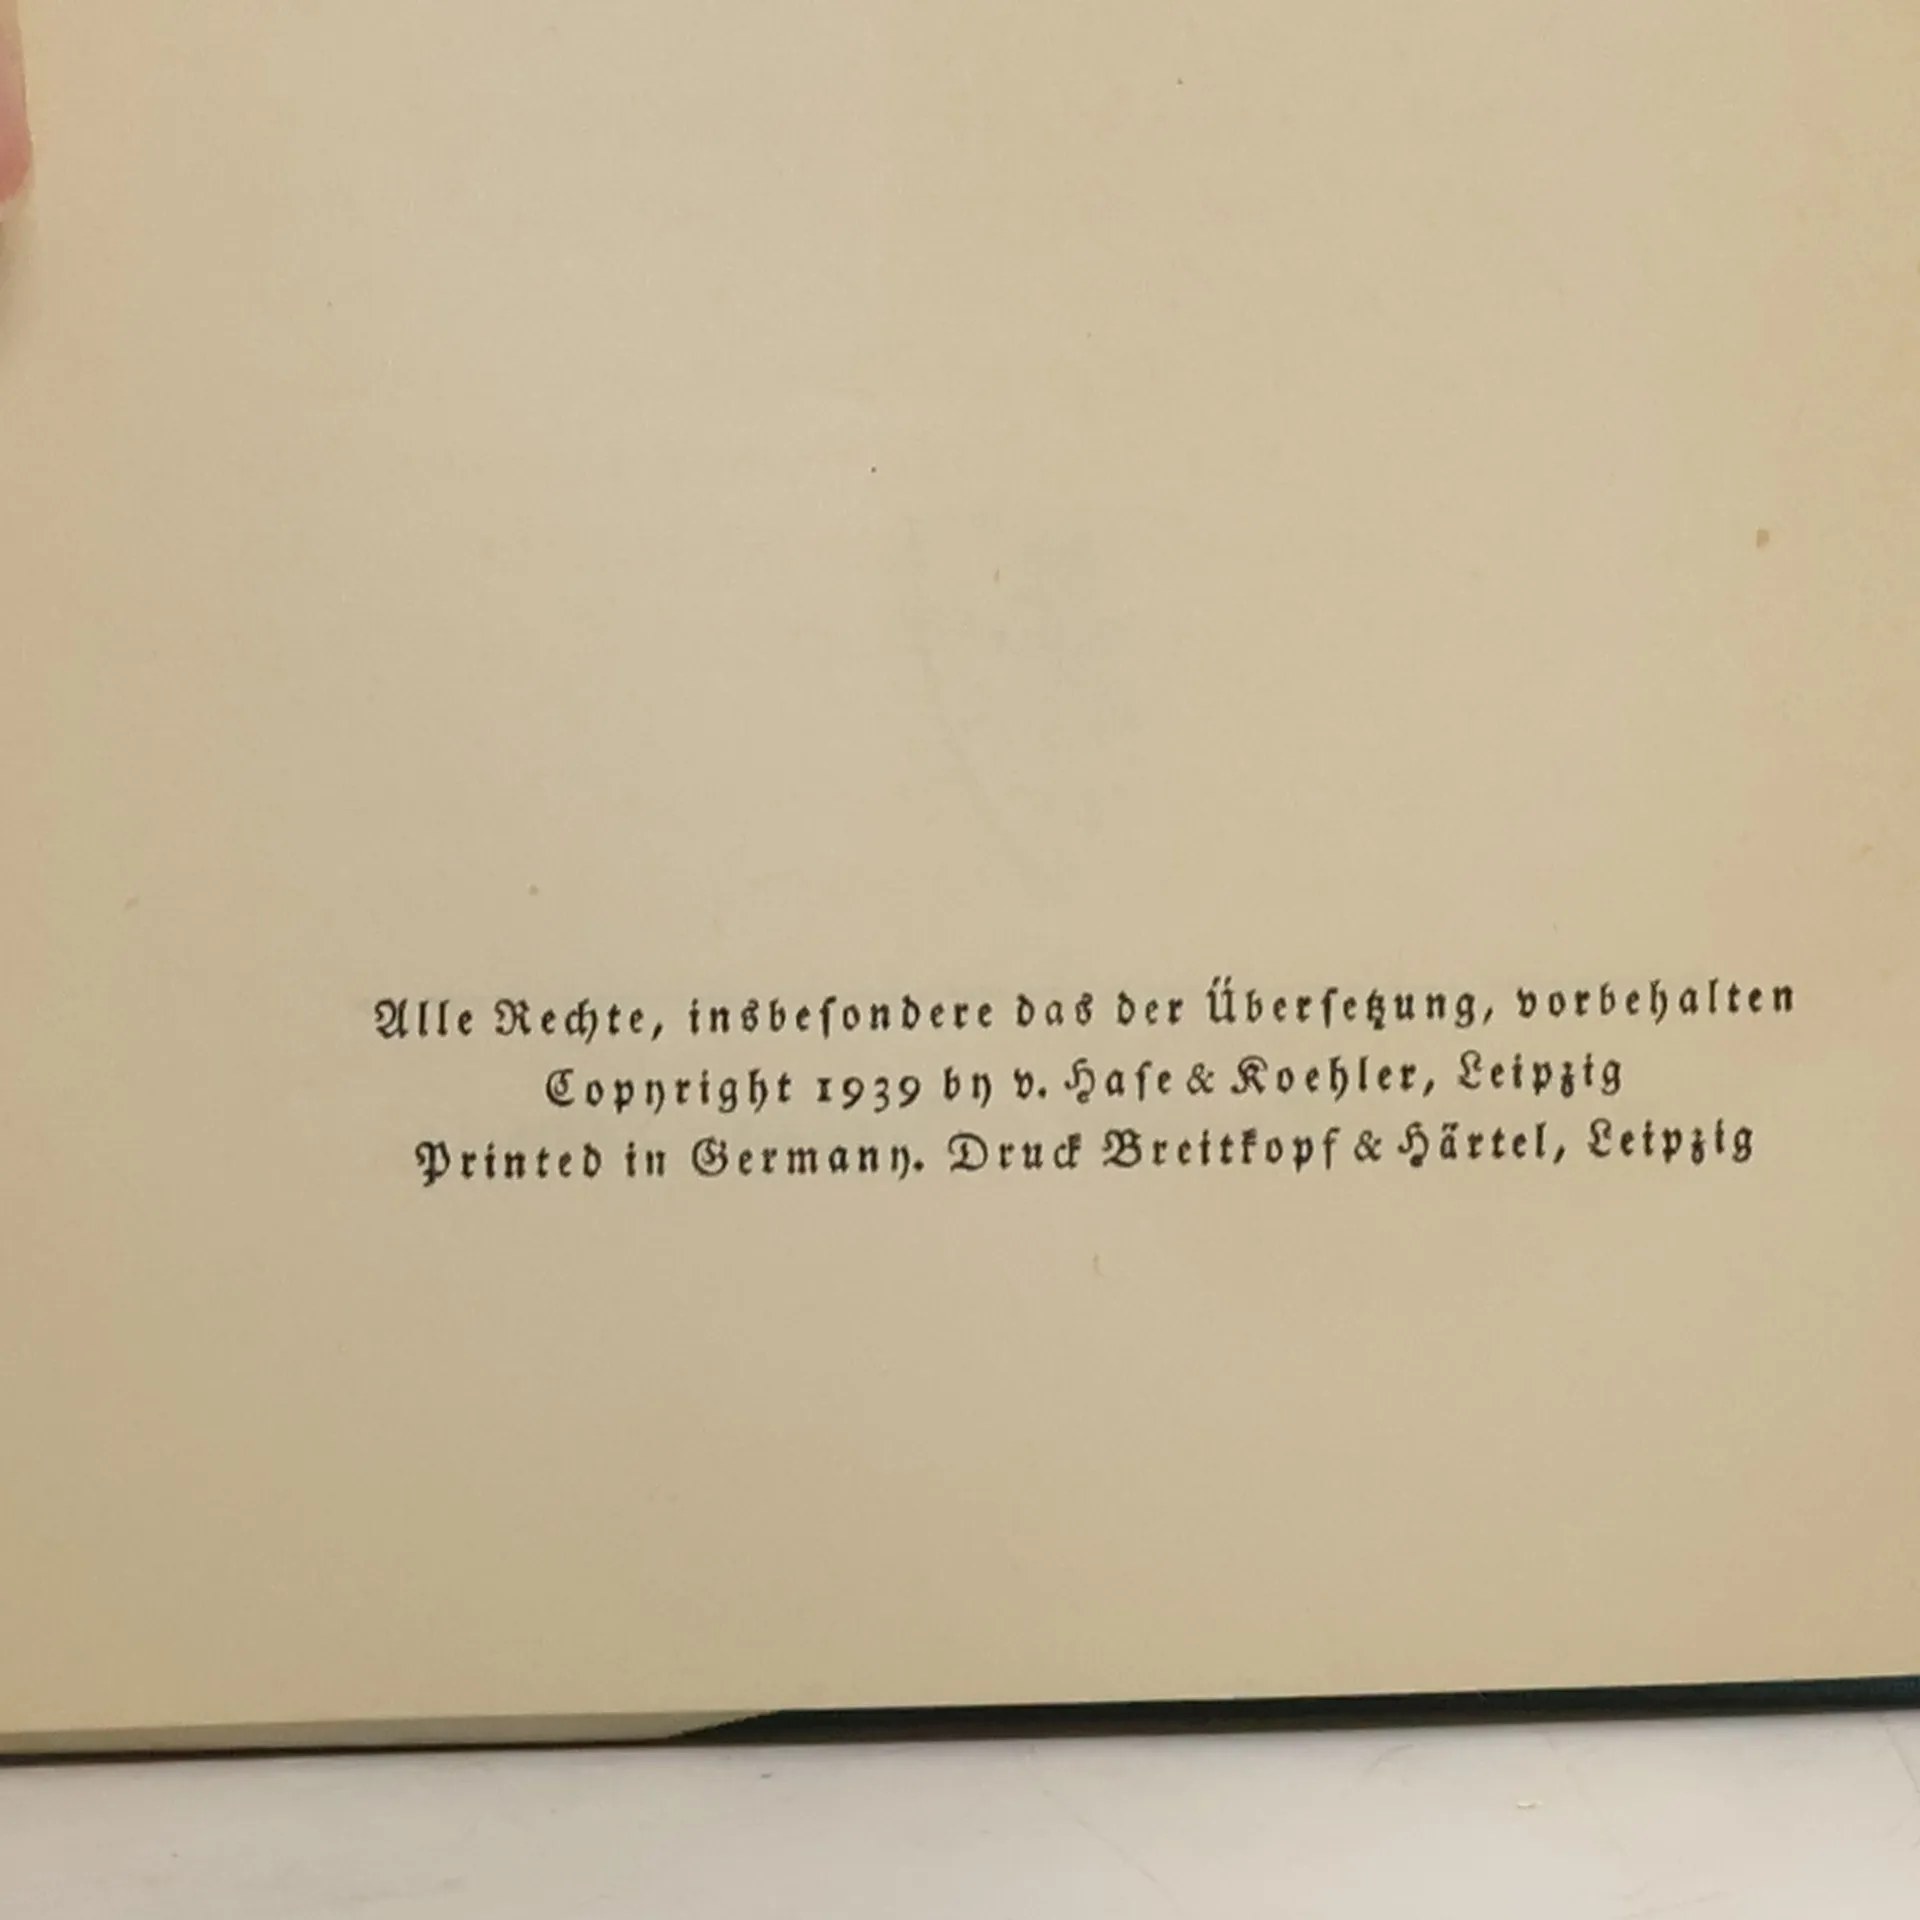 Alle Rechte, insbesondere das der Übersetzung, vorbehalten
Copyright 1939 by v. Hase & Koehler, Leipzig
Printed in Germany. Druck Breitkopf & Härtel, Leipzig